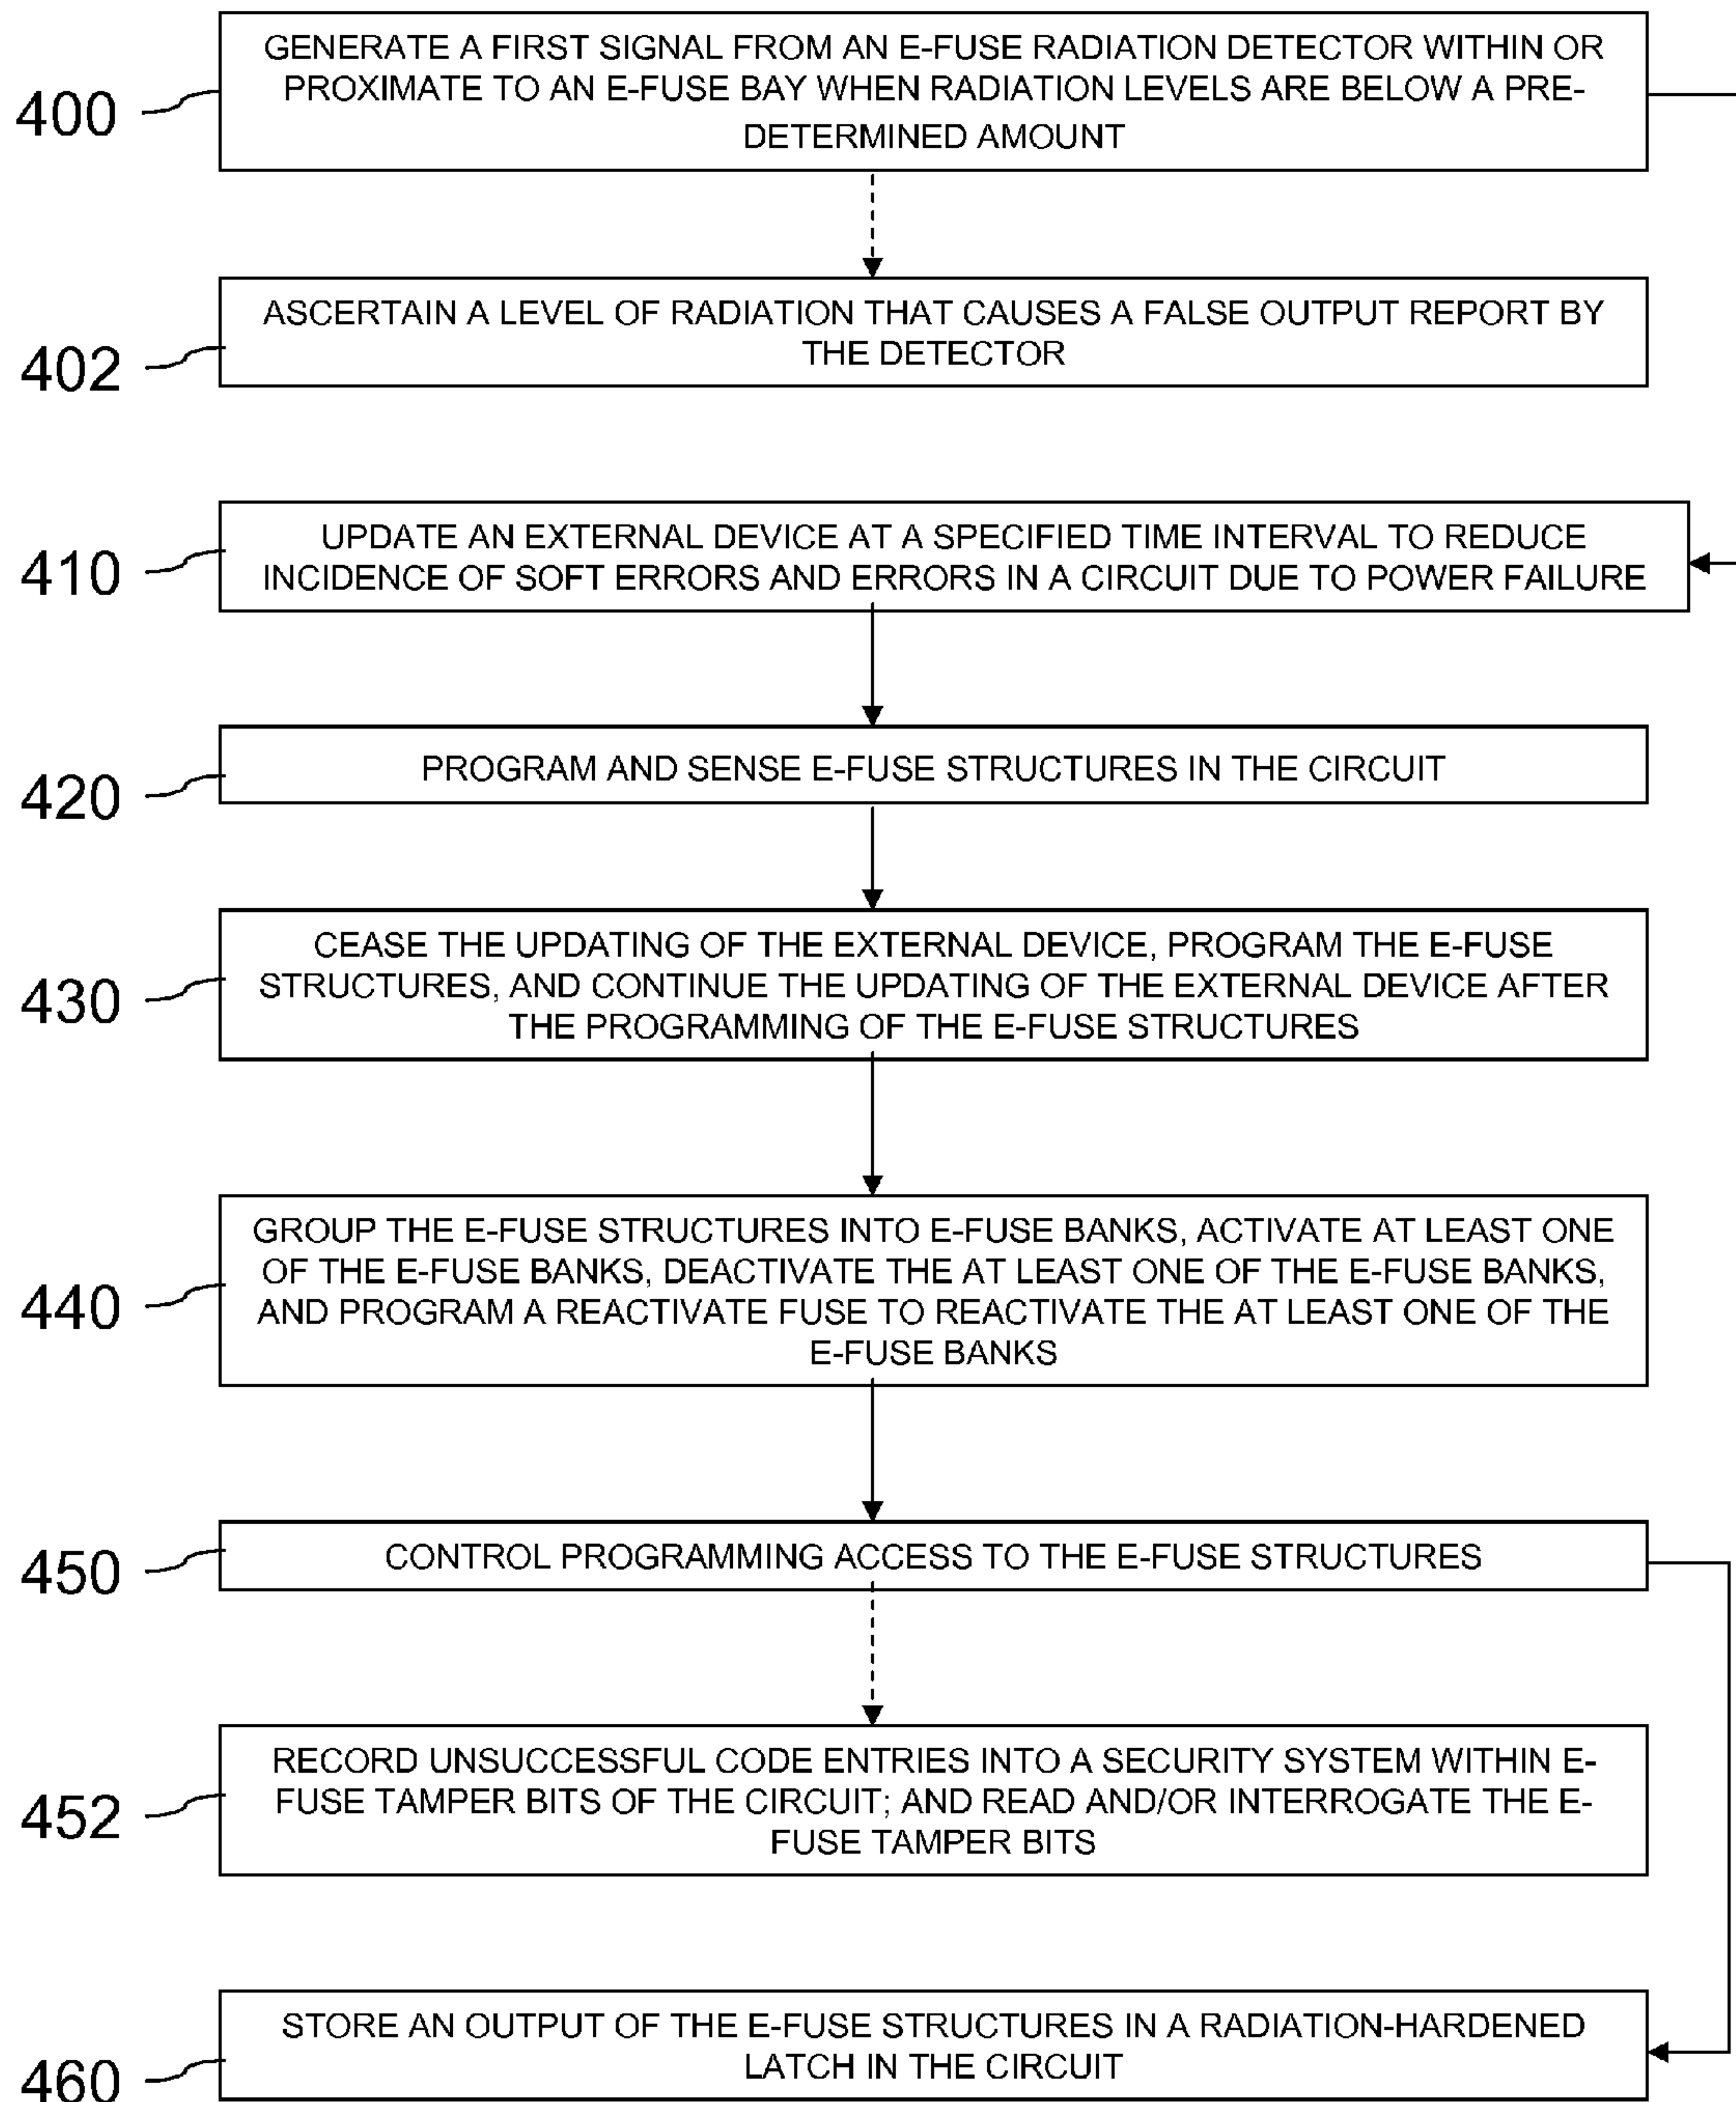 GENERATE A FIRST SIGNAL FROM AN E-FUSE RADIATION DETECTOR WITHIN OR
PROXIMATE TO AN E-FUSE BAY WHEN RADIATION LEVELS ARE BELOW A PRE-
DETERMINED AMOUNT
400
ASCERTAIN A LEVEL OF RADIATION THAT CAUSES A FALSE OUTPUT REPORT BY
THE DETECTOR
402
UPDATE AN EXTERNAL DEVICE AT A SPECIFIED TIME INTERVAL TO REDUCE
INCIDENCE OF SOFT ERRORS AND ERRORS IN A CIRCUIT DUE TO POWER FAILURE
410
PROGRAM AND SENSE E-FUSE STRUCTURES IN THE CIRCUIT
420
CEASE THE UPDATING OF THE EXTERNAL DEVICE, PROGRAM THE E-FUSE
STRUCTURES, AND CONTINUE THE UPDATING OF THE EXTERNAL DEVICE AFTER
THE PROGRAMMING OF THE E-FUSE STRUCTURES
430
GROUP THE E-FUSE STRUCTURES INTO E-FUSE BANKS, ACTIVATE AT LEAST ONE
OF THE E-FUSE BANKS, DEACTIVATE THE AT LEAST ONE OF THE E-FUSE BANKS,
AND PROGRAM A REACTIVATE FUSE TO REACTIVATE THE AT LEAST ONE OF THE
E-FUSE BANKS
440
CONTROL PROGRAMMING ACCESS TO THE E-FUSE STRUCTURES
450
RECORD UNSUCCESSFUL CODE ENTRIES INTO A SECURITY SYSTEM WITHIN E-
FUSE TAMPER BITS OF THE CIRCUIT; AND READ AND/OR INTERROGATE THE E-
FUSE TAMPER BITS
452
STORE AN OUTPUT OF THE E-FUSE STRUCTURES IN A RADIATION-HARDENED
LATCH IN THE CIRCUIT
460